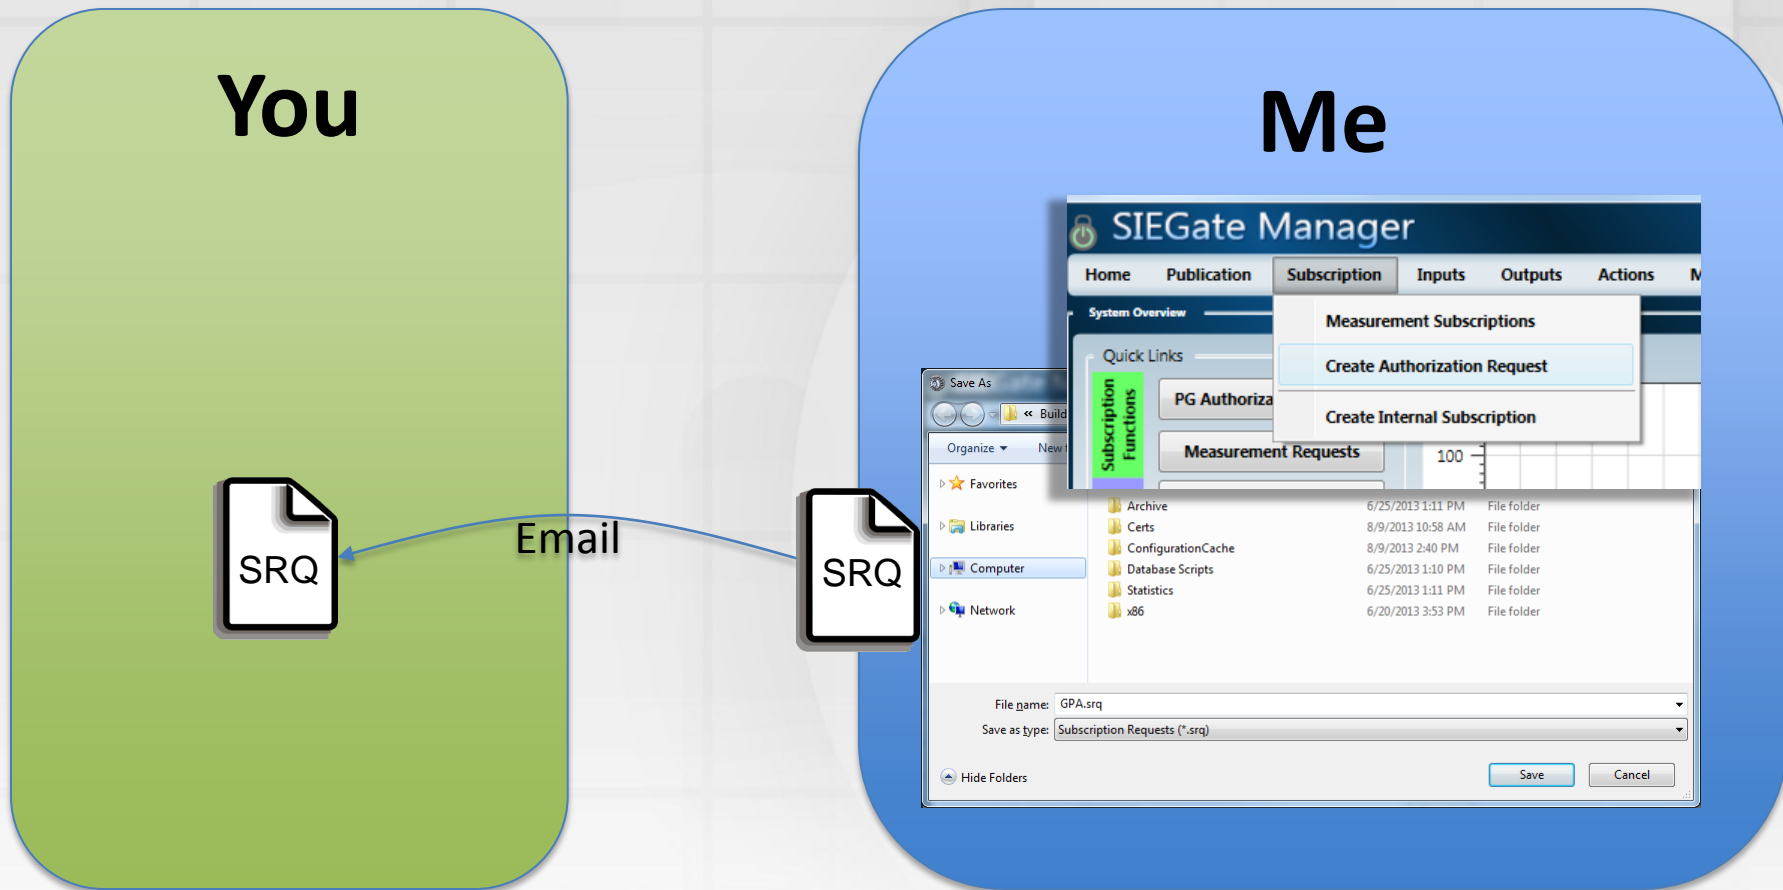 You
Me
SIEGate Manager
Home Publication Subscription Inputs Outputs Actions
System Overview
Measurement Subscriptions
Quick Links
Create Authorization Request
Subscription
Functions
Create Internal Subscription
Measurement Requests
100
Save As
« Build
Organize
Favorites
Libraries
Computer
Network
Archive 6/25/2013 1:11 PM File folder
Certs 8/9/2013 10:58 AM File folder
ConfigurationCache 8/9/2013 2:40 PM File folder
Database Scripts 6/25/2013 1:10 PM File folder
Statistics 6/25/2013 1:11 PM File folder
x86 6/20/2013 3:53 PM File folder
SRQ
Email
SRQ
File name: GPA.srq
Save as type: Subscription Requests (*.srq)
Hide Folders
Save Cancel